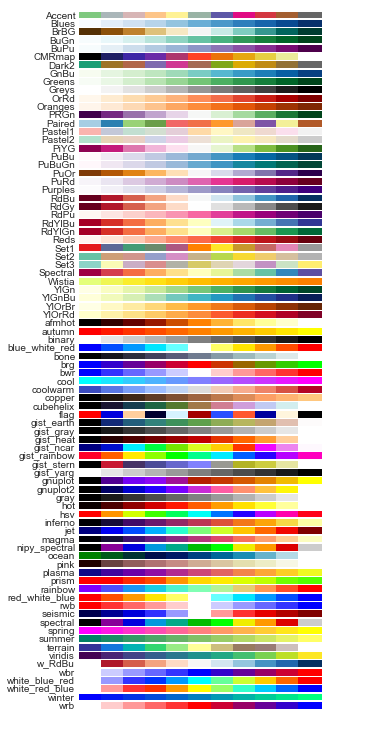 Accent
Blues
BrBG
BuGn
BuPu
CMRmap
Dark2
GnBu
Greens
Greys
OrRd
Oranges
PRGn
Paired
Pastel1
Pastel2
PiYG
PuBu
PuBuGn
PuOr
PuRd
Purples
RdBu
RdGy
RdPu
RdYlBu
RdYlGn
Reds
Set1
Set2
Set3
Spectral
Wistia
YlGn
YlGnBu
YlOrBr
YlOrRd
afmhot
autumn
binary
blue_white_red
bone
brg
bwr
cool
coolwarm
copper
cubehelix
flag
gist_earth
gist_gray
gist_heat
gist_ncar
gist_rainbow
gist_stern
gist_yarg
gnuplot
gnuplot2
gray
hot
hsv
inferno
jet
magma
nipy_spectral
ocean
pink
plasma
prism
rainbow
red_white_blue
rwb
seismic
spectral
spring
summer
terrain
viridis
w_RdBu
wbr
white_blue_red
white_red_blue
winter
wrb